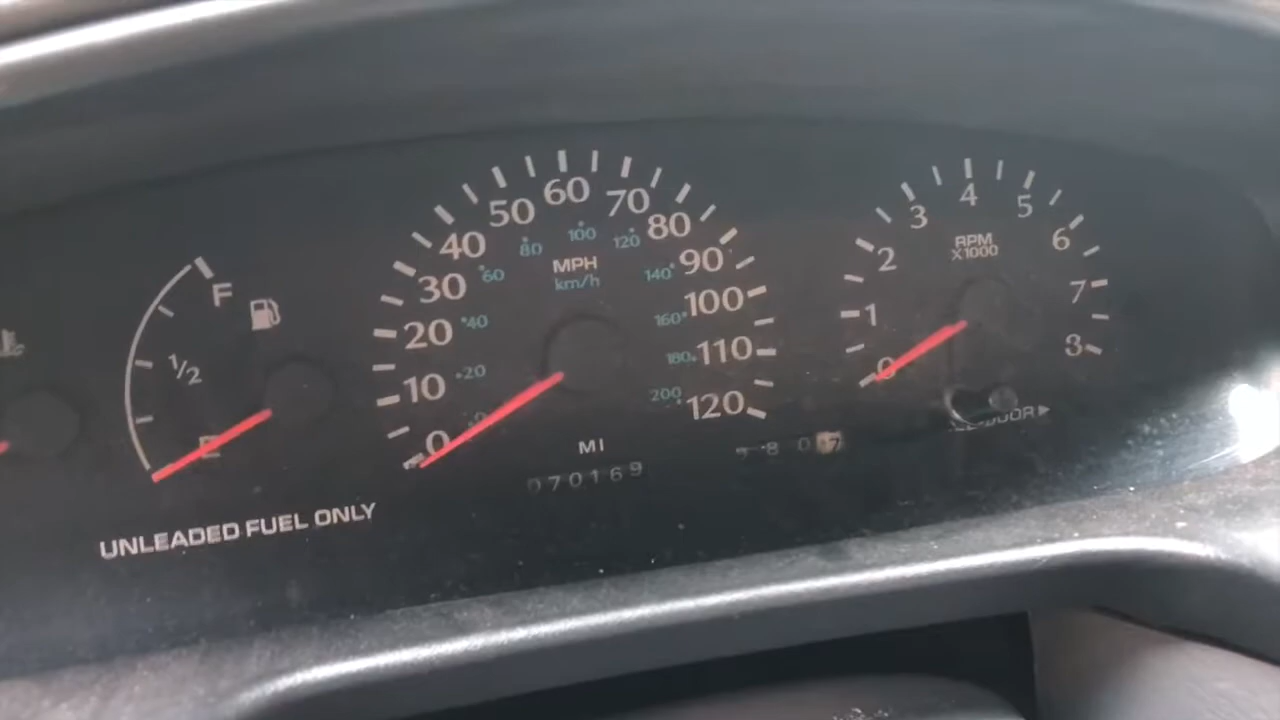 F
1/2
E
UNLEADED FUEL ONLY
0 10 20 30 40 50 60 70 80 90 100 110 120
20 40 60 80 100 120 140 160 180 200
MPH
km/h
MI
070169
0 1 2 3 4 5 6 7
RPM
X1000